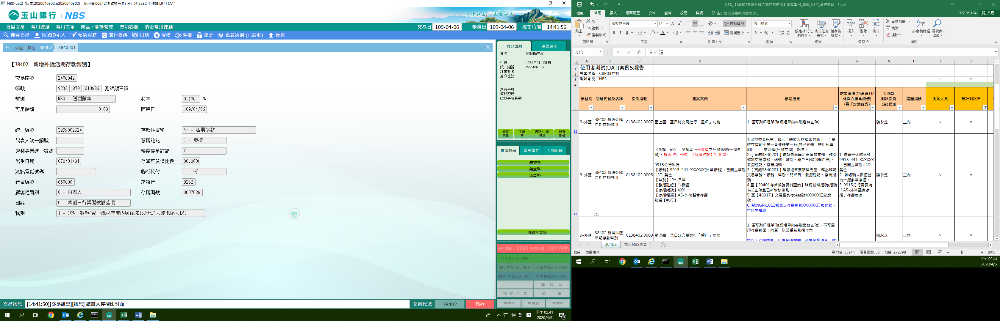 NBS-uat2 (版本:2020040302.b2020040302) 使用者:00242(測試櫃一辰) 分行別:9232 工作站:L9711A11
玉山銀行 NBS
心清如玉。義重如山。
自選交易 常用連結 常用表單 商品 / 活動管理 智能客服 消金常用連結
交易日 109-04-06 帳務日 109-04-06 現在時間 14:41:56
搜尋交易 帳號ID引入 預約服務 蒞行提醒 日誌 授權 廣播 鎖定 重啟週邊 (已啟動) 簽退
外匯 其他 38402 3840201
【38402 新增外匯活期存款幣別】
交易序號 2400042
帳號 9232 879 610896 測試顏三鼠
幣別 NZD - 紐西蘭幣 利率 0.100 %
可用餘額 0.00 開戶日 109/04/06
統一編號 C299002324 存款性質別 A5 - 活期存款
代表人統一編號 發摺註記 1 - 發摺
營利事業統一編號 轉存存單註記 Y
出生日期 070/01/01 存單可質借比例 00.000
通訊電話號碼 聯行代付 1 - 有
行業編號 060000 來源行 9232
顧客性質別 0 - 自然人 存摺編號 0007688
國籍 0 - 本國－行業編號請查明
稅別 1 - 10%一般戶(或一課稅年度內居住滿183天之大陸地區人民)
身分識別 產品往來
姓名 測試顏三亥
生日 1981年01月01日
統一編號 C299002315
理專姓名
身分註記
注意事項
簡訊密碼
近期事故異動
顧客資訊 手續費 通路/共同行銷 顧客影像
推薦商品 重要事件 互動記錄
無資料
無資料
無資料
一般轉介登錄
服務號碼： 0000 等候時間： 00分00秒
V I P:0人 00分
個人交易:0人 00分 企業交易:0人 00分
開戶/申請:0人 00分 外匯業務:0人 00分
再 呼 叫
預 約 叫 號 結 束
無資料 無資料 無資料
交易訊息 [14:41:50][交易訊息][訊息] 請放入存摺印封面 交易代號 38402 執行
英 下午 02:41
2020/4/6
3
NBS_【38402新增外匯活期存款幣別】測試案例_前端_V1.0_測資盤點 - Excel
檔案 常用 插入 版面配置 公式 資料 校閱 檢視 告訴我您想要執行的動作... TEST19134 共用
貼上 剪下 複製 複製格式 剪貼簿
微軟正黑體 12 B I U 字型
自動換列 跨欄置中 對齊方式
通用格式 $ % 數值
設定格式化的條件 格式化為表格 儲存格樣式 樣式
插入 刪除 格式 儲存格
自動加總 填滿 清除 排序與篩選 尋找與選取 編輯
A13 fx 9-外匯
A B C D E F G H I J
1 使用者測試(UAT)案例&報告
2 專案名稱：CBP03存款
3 測試系統：NBS 53 31
4
5 業務別 功能代號及名稱 案例編號 測試案例 預期結果 前置準備(包含資料/外圍介接系統等)(與IT討論確認) 系統部測試案例(主)經辦 議題編號 測試人員 預計測試日
12 9-外匯 38402 新增外匯活期存款幣別 CL38402.0007 呈上題，至日誌交易進行「重印」功能 1. 僅可列印短單(確認短單內容驗證皆正確) 陳永芝 正向 V V
13 9-外匯 38402 新增外匯活期存款幣別 CL38402.0008
《測試目的》：測試本行未發摺之外幣帳號(一摺多幣)，新增JPY-日幣、【發摺註記】1-發摺。
9915分行執行
【帳號】9915-441-XXXXXX(外幣帳號)，已開立幣別USD-美金
【幣別】JPY-日幣
【發摺註記】1-發摺
【存摺編號】XXX
【存摺種類】A5-外幣整合存摺
點選【執行】
1.出現交易訊息：顯示「請放入存摺印封面」、「請將存摺翻至第一頁登錄第一行(若已登錄，請用短單印)」、「請刷摺(外幣存摺)」訊息。
2. [ 頁籤3840201 ] 確認畫面顯示要項皆完整，務必確認交易序號、帳號、幣別、開戶日(幣別開戶日)、發摺註記、存簿編號。
3. [ 頁籤3840201 ] 確認短單要項皆完整，務必確認交易序號、帳號、幣別、開戶日、發摺註記、存簿編號。
4.至【20401存戶帳號資料查詢】確認新增摺號(摺號為1)正確且已新增該幣別。
5. 至【46317】交易查詢存簿編號XXXXXX已被銷號。
6. 查詢GM1012報表之存摺編號XXXXXX已被銷號。
**無需驗證
1. 建置一外幣帳號9915-441-XXXXXX，已開立幣別USD-美金
2. 該帳號未發摺且為一摺多幣存摺。
3. 9915分行需要有「A5-外幣整合存摺」存摺庫存
陳永芝 正向 V V
9-外匯 38402 新增外匯活期存款幣別 CL38402.0009 呈上題，至日誌交易進行「重印」功能 1. 僅可列印短單(確認短單內容驗證皆正確)，不可重印存摺封面、內頁，以及重新刷摺作業 陳永芝 正向 V V
38402 提供NBS測資
就緒 篩選模式 平均值: 38914 項目個數: 35 加總: 272398 80%
下午 02:41
2020/4/6